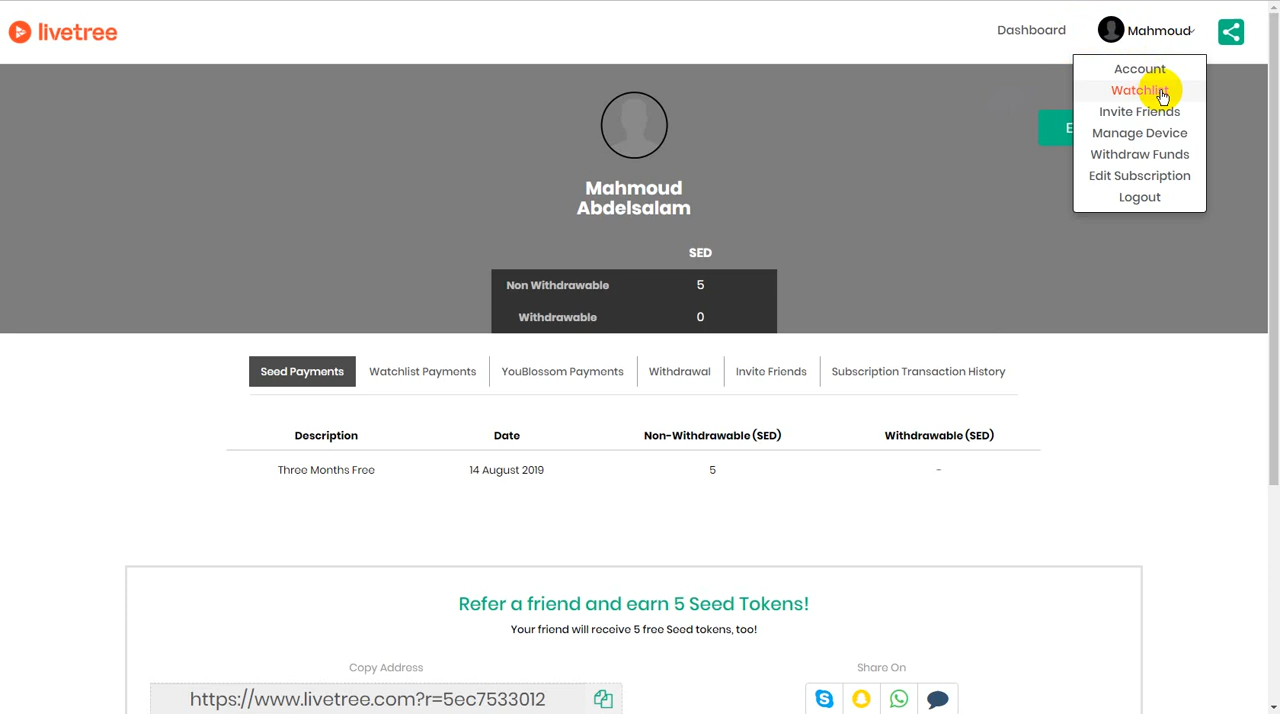 livetree
Dashboard
Mahmoud
Account
Watchlist
Invite Friends
Manage Device
Withdraw Funds
Edit Subscription
Logout
Mahmoud
Abdelsalam
SED
Non Withdrawable 5
Withdrawable 0
Seed Payments Watchlist Payments YouBlossom Payments Withdrawal Invite Friends Subscription Transaction History
Description Date Non-Withdrawable (SED) Withdrawable (SED)
Three Months Free 14 August 2019 5 -
Refer a friend and earn 5 Seed Tokens!
Your friend will receive 5 free Seed tokens, too!
Copy Address Share On
https://www.livetree.com?r=5ec7533012